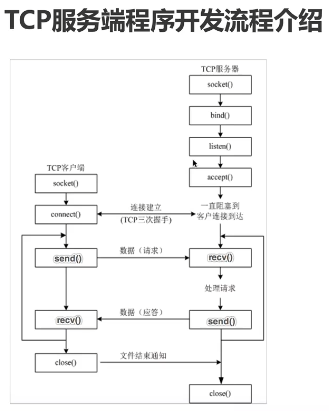 TCP服务端程序开发流程介绍
TCP服务器
socket()
bind()
listen()
TCP客户端
accept()
socket()
connect()
连接建立
(TCP三次握手)
一直阻塞到
客户连接到达
send()
数据（请求）
recv()
处理请求
recv()
数据（应答）
send()
close()
文件结束通知
close()